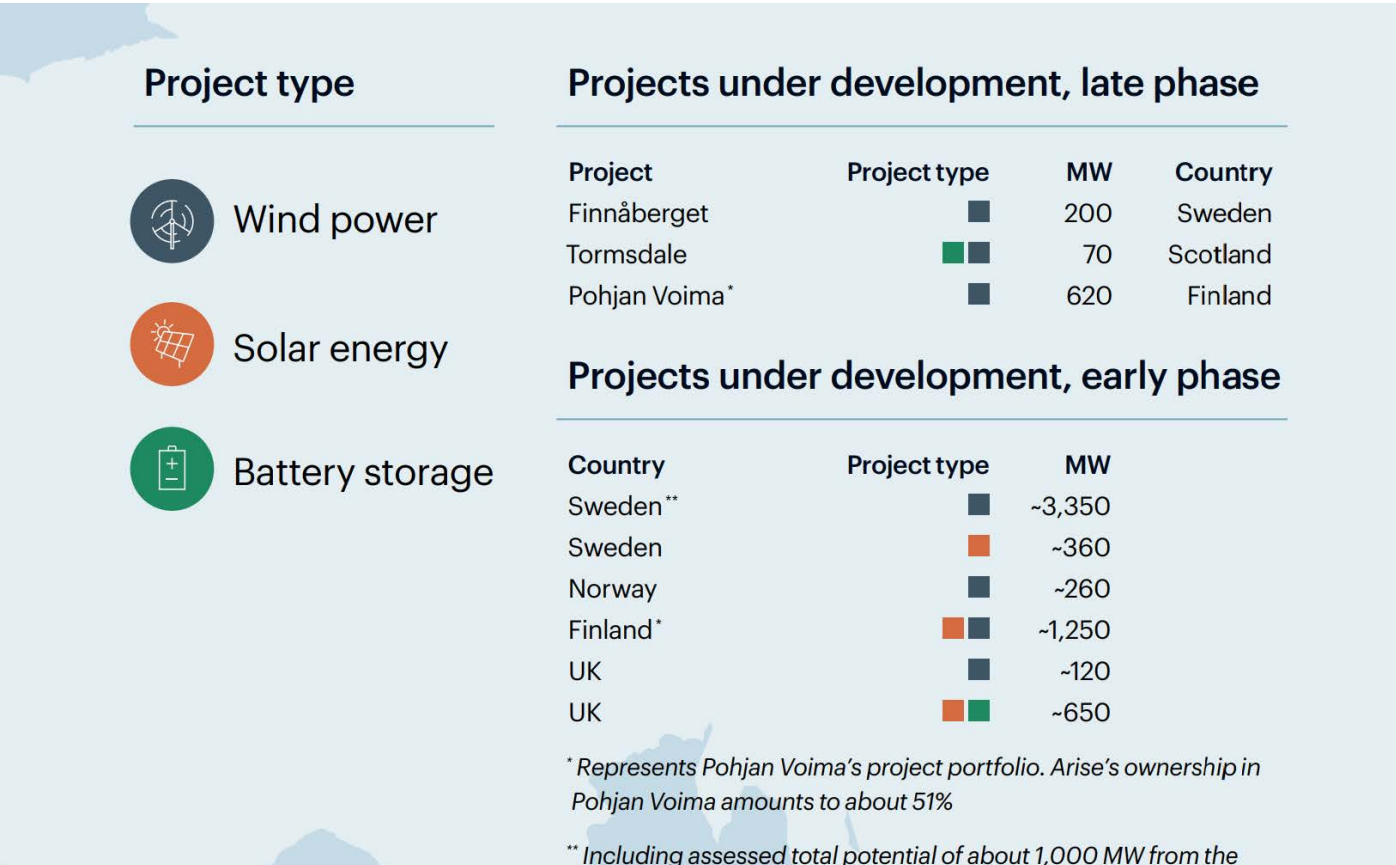 Project type
Wind power
Solar energy
Battery storage
Projects under development, late phase
Project Project type MW Country
Finnåberget 200 Sweden
Tormsdale 70 Scotland
Pohjan Voima* 620 Finland
Projects under development, early phase
Country Project type MW
Sweden** ~3,350
Sweden ~360
Norway ~260
Finland* ~1,250
UK ~120
UK ~650
* Represents Pohjan Voima's project portfolio. Arise's ownership in
Pohjan Voima amounts to about 51%
** Including assessed total potential of about 1,000 MW from the